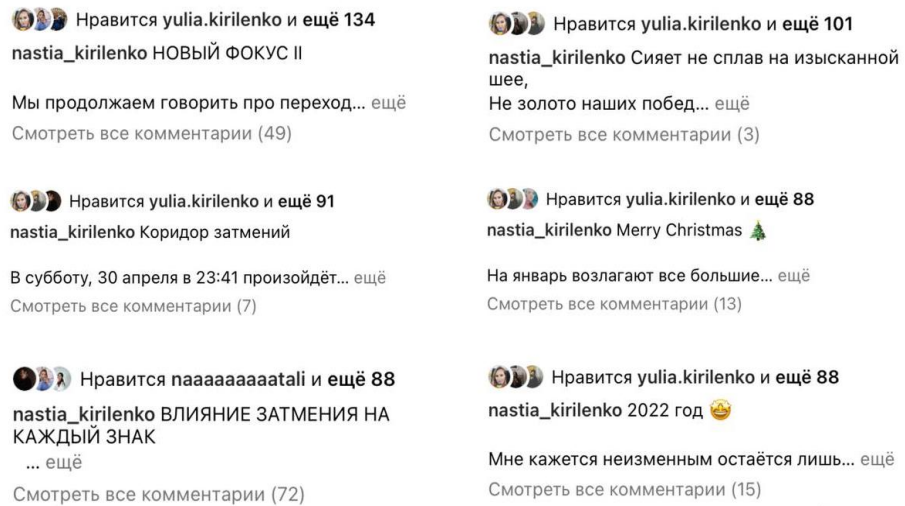 Нравится yulia.kirilenko и ещё 134
nastia_kirilenko НОВЫЙ ФОКУС II
Мы продолжаем говорить про переход... ещё
Смотреть все комментарии (49)
Нравится yulia.kirilenko и ещё 101
nastia_kirilenko Сияет не сплав на изысканной
шее,
Не золото наших побед... ещё
Смотреть все комментарии (3)
Нравится yulia.kirilenko и ещё 91
nastia_kirilenko Коридор затмений
В субботу, 30 апреля в 23:41 произойдёт... ещё
Смотреть все комментарии (7)
Нравится yulia.kirilenko и ещё 88
nastia_kirilenko Merry Christmas 🎄
На январь возлагают все большие... ещё
Смотреть все комментарии (13)
Нравится naaaaaaaaatali и ещё 88
nastia_kirilenko ВЛИЯНИЕ ЗАТМЕНИЯ НА
КАЖДЫЙ ЗНАК
... ещё
Смотреть все комментарии (72)
Нравится yulia.kirilenko и ещё 88
nastia_kirilenko 2022 год 🤩
Мне кажется неизменным остаётся лишь... ещё
Смотреть все комментарии (15)